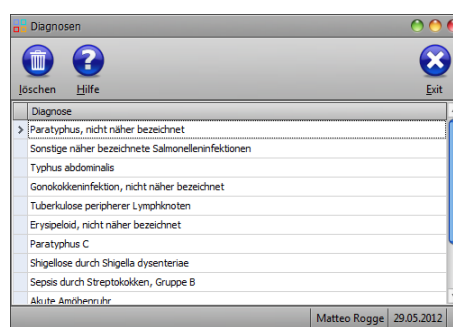 Diagnosen
löschen
Hilfe
Exit
Diagnose
Paratyphus, nicht näher bezeichnet
Sonstige näher bezeichnete Salmonelleninfektionen
Typhus abdominalis
Gonokokkeninfektion, nicht näher bezeichnet
Tuberkulose peripherer Lymphknoten
Erysipeloid, nicht näher bezeichnet
Paratyphus C
Shigellose durch Shigella dysenteriae
Sepsis durch Streptokokken, Gruppe B
Akute Amöbenruhr
Matteo Rogge 29.05.2012